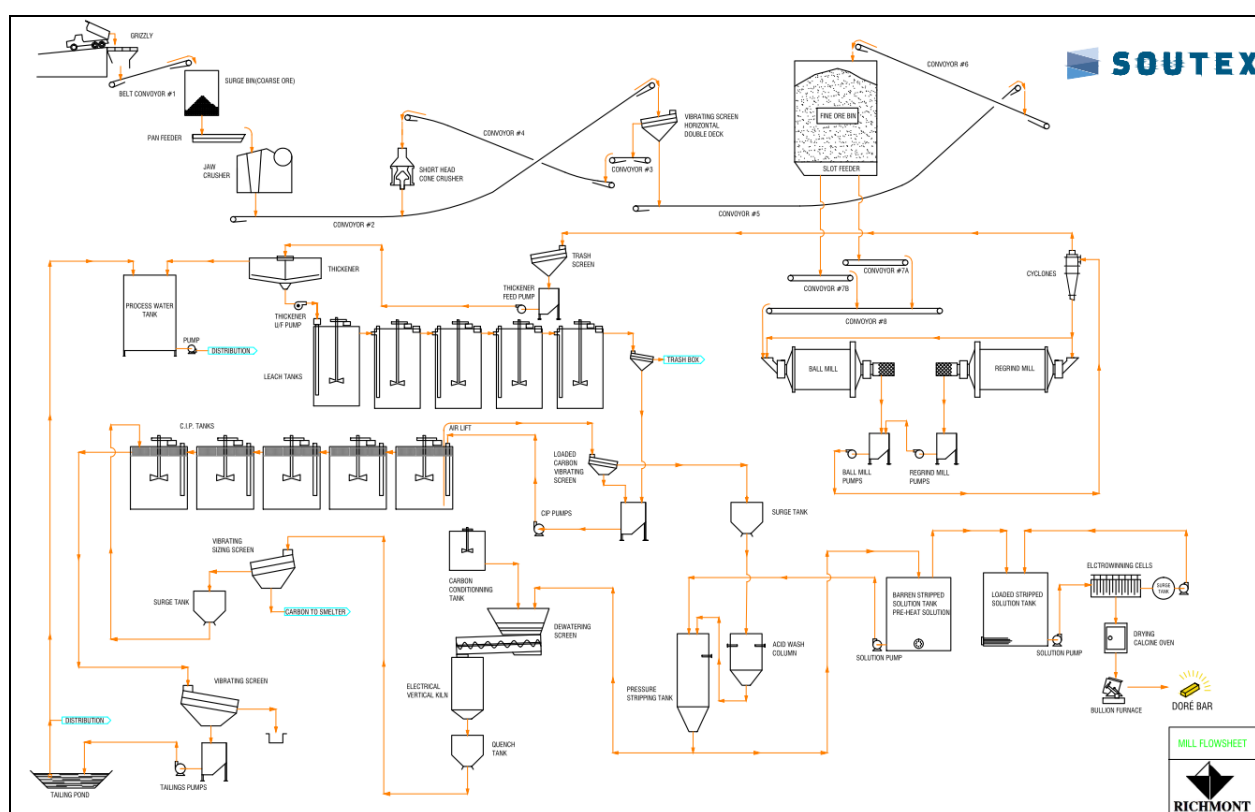 GRIZZLY
SOUTEX
CONVOYOR #6
SURGE BIN(COARSE ORE)
BELT CONVOYOR #1
VIBRATING SCREEN
HORIZONTAL
DOUBLE DECK
FINE ORE BIN
CONVOYOR #4
PAN FEEDER
JAW
CRUSHER
SHORT HEAD
CONE CRUSHER
CONVOYOR #3
SLOT FEEDER
CONVOYOR #2
CONVOYOR #5
THICKENER
TRASH
SCREEN
CONVOYOR #7A
CYCLONES
CONVOYOR #7B
THICKENER
FEED PUMP
PROCESS WATER
TANK
THICKENER
U/F PUMP
CONVOYOR #8
PUMP
DISTRIBUTION
TRASH BOX
LEACH TANKS
BALL MILL
REGRIND MILL
C.I.P. TANKS
AIR LIFT
LOADED
CARBON
VIBRATING
SCREEN
BALL MILL
PUMPS
REGRIND MILL
PUMPS
CIP PUMPS
SURGE TANK
VIBRATING
SIZING SCREEN
CARBON
CONDITIONNING
TANK
ELCTROWINNING CELLS
SURGE
TANK
BARREN STRIPPED
SOLUTION TANK
PRE-HEAT SOLUTION
LOADED STRIPPED
SOLUTION TANK
SURGE TANK
CARBON TO SMELTER
DEWATERING
SCREEN
ACID WASH
COLUMN
SOLUTION PUMP
SOLUTION PUMP
DRYING
CALCINE OVEN
VIBRATING SCREEN
ELECTRICAL
VERTICAL KILN
PRESSURE
STRIPPING TANK
BULLION FURNACE
DORÉ BAR
DISTRIBUTION
QUENCH
TANK
MILL FLOWSHEET
TAILING POND
TAILINGS PUMPS
RICHMONT